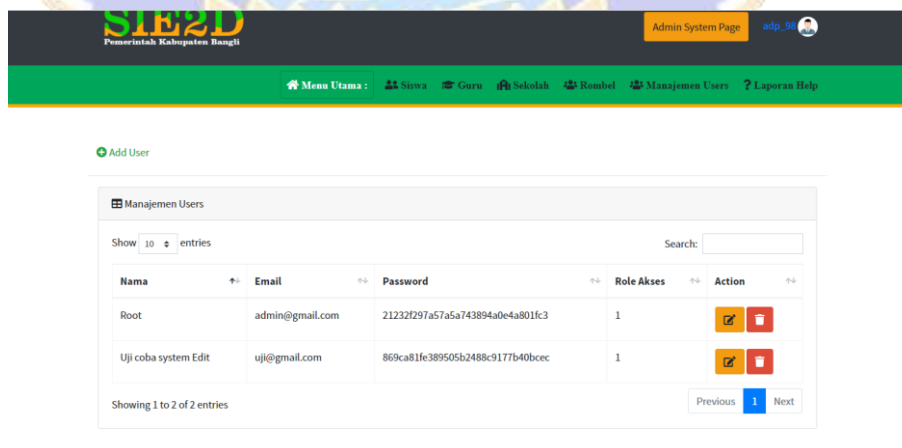 SIE2D
Pemerintah Kabupaten Bangli
Admin System Page adp_98
Menu Utama : Siswa Guru Sekolah Rombel Manajemen Users ? Laporan Help
Add User
Manajemen Users
Show 10 entries Search:
Nama Email Password Role Akses Action
Root admin@gmail.com 21232f297a57a5a743894a0e4a801fc3 1
Uji coba system Edit uji@gmail.com 869ca81fe389505b2488c9177b40bcec 1
Showing 1 to 2 of 2 entries Previous 1 Next